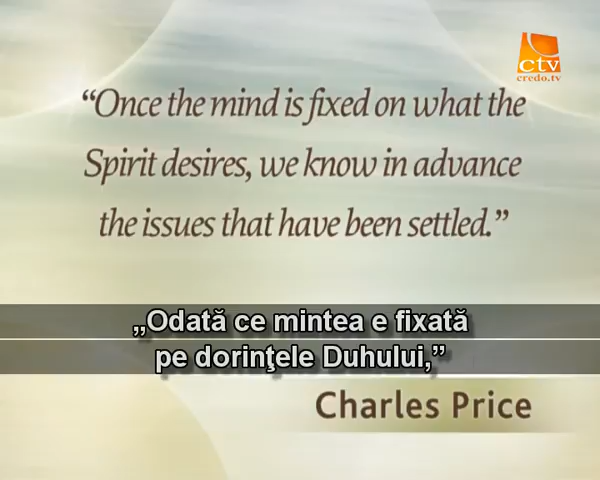 ctv
credo.tv
“Once the mind is fixed on what the
Spirit desires, we know in advance
the issues that have been settled.”
„Odată ce mintea e fixată
pe dorinţele Duhului,”
Charles Price